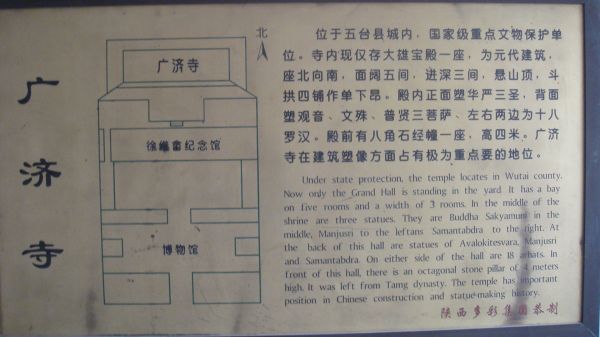 广济寺
北
广济寺
徐继畬纪念馆
博物馆
位于五台县城内，国家级重点文物保护单
位。寺内现仅存大雄宝殿一座，为元代建筑，
座北向南，面阔五间，进深三间，悬山顶，斗
拱四铺作单下昂。殿内正面塑华严三圣，背面
塑观音、文殊、普贤三菩萨、左右两边为十八
罗汉。殿前有八角石经幢一座，高四米。广济
寺在建筑塑像方面占有极为重点要的地位。
Under state protection, the temple locates in Wutai county.
Now only the Grand Hall is standing in the yard It has a bay
on five rooms and a width of 3 rooms. In the middle of the
shrine are three statues. They are Buddha Sakyamuni in the
middle, Manjusri to the leftans Samantabdra to the right. At
the back of this hall are statues of Avalokitesvara, Manjusri
and Samantabdra. On either side of the hall are 18 arhats. In
front of this hall, there is an octagonal stone pillar of 4 meters
high. It was left from Tamg dynasty. The temple has important
position in Chinese construction and statue-making history.
陕西多彩集团恭制